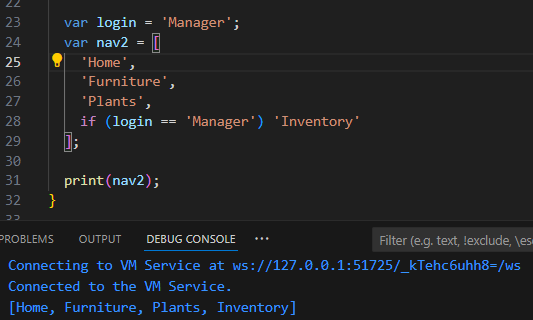 22
23 var login = 'Manager';
24 var nav2 = [
25 'Home',
26 'Furniture',
27 'Plants',
28 if (login == 'Manager') 'Inventory'
29 ];
30
31 print(nav2);
32 }
33
PROBLEMS OUTPUT DEBUG CONSOLE ··· Filter (e.g. text, !exclude, \es
Connecting to VM Service at ws://127.0.0.1:51725/_kTehc6uhh8=/ws
Connected to the VM Service.
[Home, Furniture, Plants, Inventory]